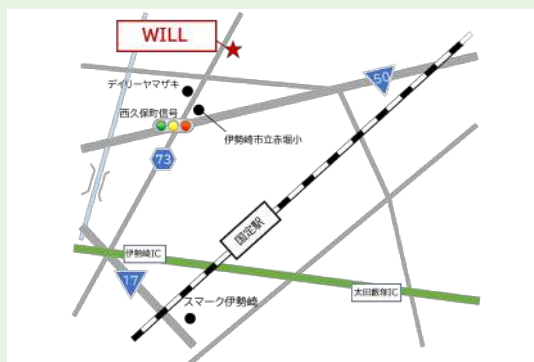 WILL
50
デイリーヤマザキ
西久保町信号
伊勢崎市立赤堀小
73
国定駅
伊勢崎IC
17
太田藪塚IC
スマーク伊勢崎